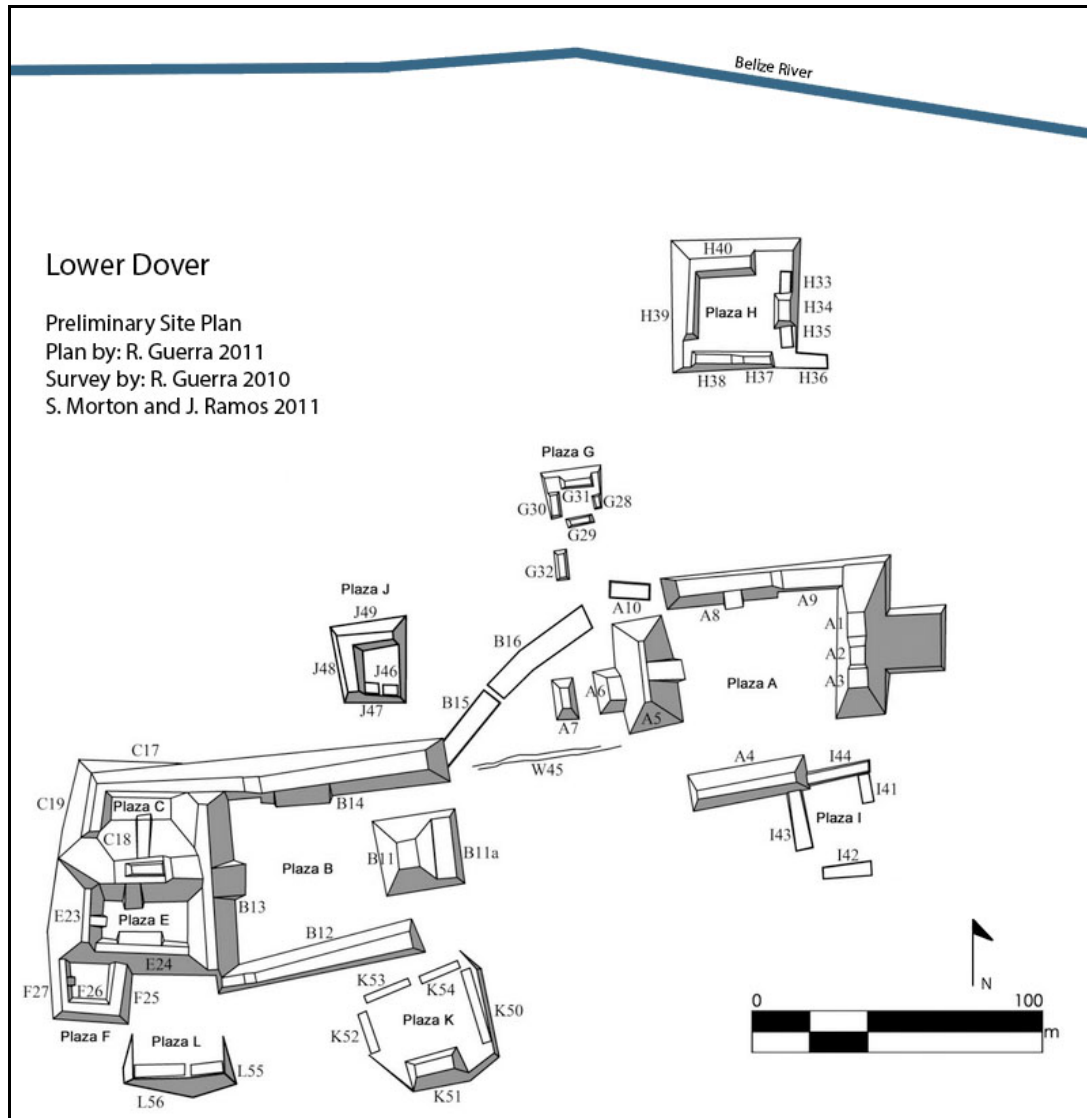 Belize River
Lower Dover
Preliminary Site Plan
Plan by: R. Guerra 2011
Survey by: R. Guerra 2010
S. Morton and J. Ramos 2011
H40
H33
H34
Plaza H
H39
H35
H38
H37
H36
Plaza G
G31
G30
G28
G29
G32
Plaza J
J49
J48
J46
J47
A10
A8
A9
A1
A2
A3
Plaza A
B16
B15
A6
A7
A5
W45
C17
C19
Plaza C
C18
B14
B11
B11a
Plaza B
B13
B12
A4
I44
I41
Plaza I
I43
I42
E23
Plaza E
E24
F27
F26
F25
Plaza F
Plaza L
L55
L56
K53
K54
K52
Plaza K
K50
K51
N
0
100
m